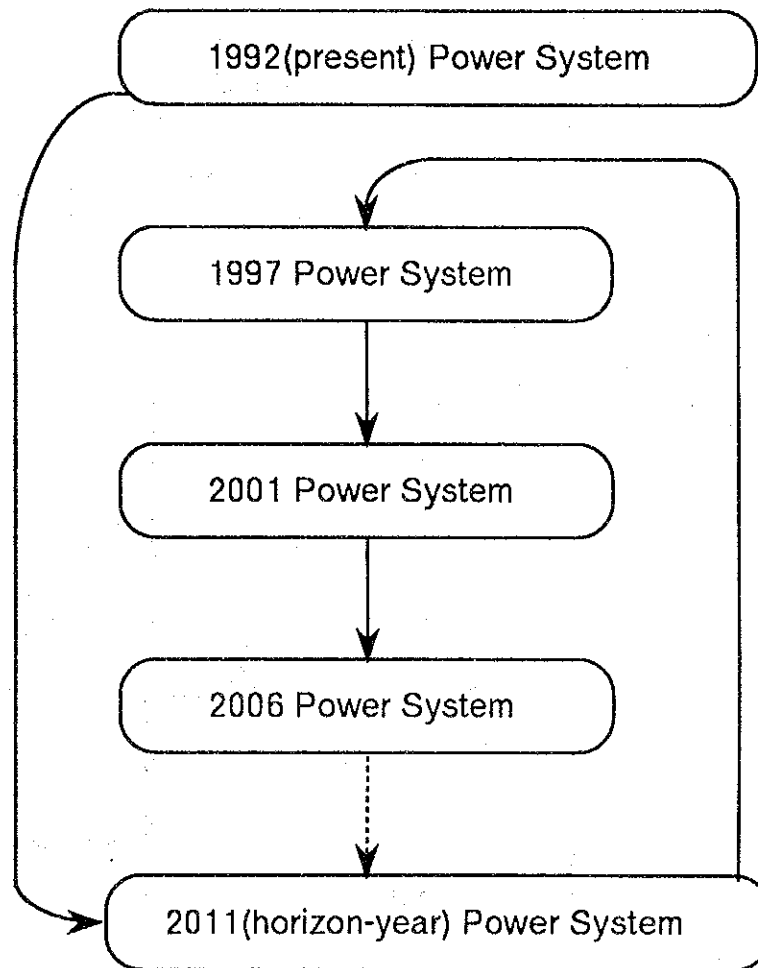 1992(present) Power System
1997 Power System
2001 Power System
2006 Power System
2011(horizon-year) Power System